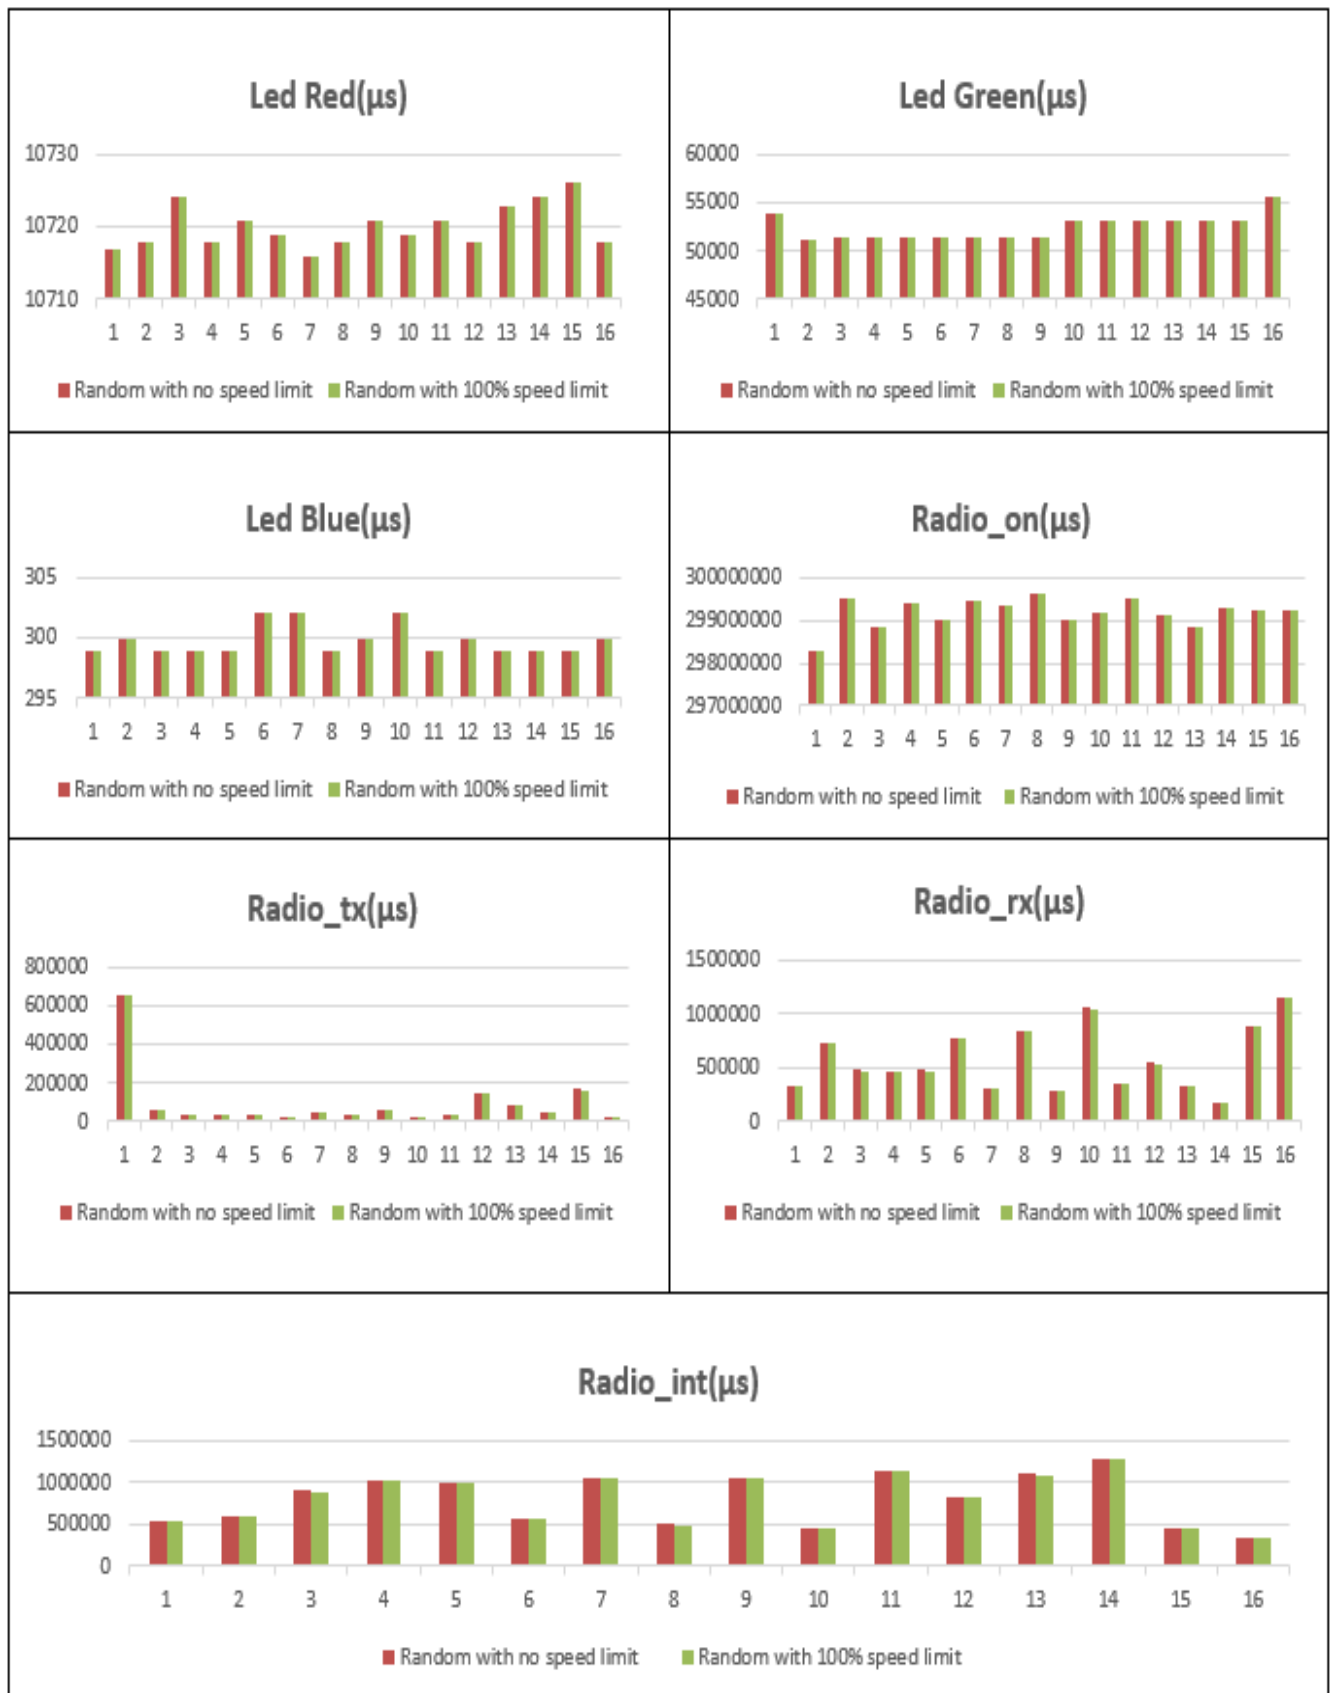 Led Red(μs)
10730
10720
10710
1 2 3 4 5 6 7 8 9 10 11 12 13 14 15 16
Random with no speed limit Random with 100% speed limit
Led Green(μs)
60000
55000
50000
45000
1 2 3 4 5 6 7 8 9 10 11 12 13 14 15 16
Random with no speed limit Random with 100% speed limit
Led Blue(μs)
305
300
295
1 2 3 4 5 6 7 8 9 10 11 12 13 14 15 16
Random with no speed limit Random with 100% speed limit
Radio_on(μs)
300000000
299000000
298000000
297000000
1 2 3 4 5 6 7 8 9 10 11 12 13 14 15 16
Random with no speed limit Random with 100% speed limit
Radio_tx(μs)
800000
600000
400000
200000
0
1 2 3 4 5 6 7 8 9 10 11 12 13 14 15 16
Random with no speed limit Random with 100% speed limit
Radio_rx(μs)
1500000
1000000
500000
0
1 2 3 4 5 6 7 8 9 10 11 12 13 14 15 16
Random with no speed limit Random with 100% speed limit
Radio_int(μs)
1500000
1000000
500000
0
1 2 3 4 5 6 7 8 9 10 11 12 13 14 15 16
Random with no speed limit Random with 100% speed limit